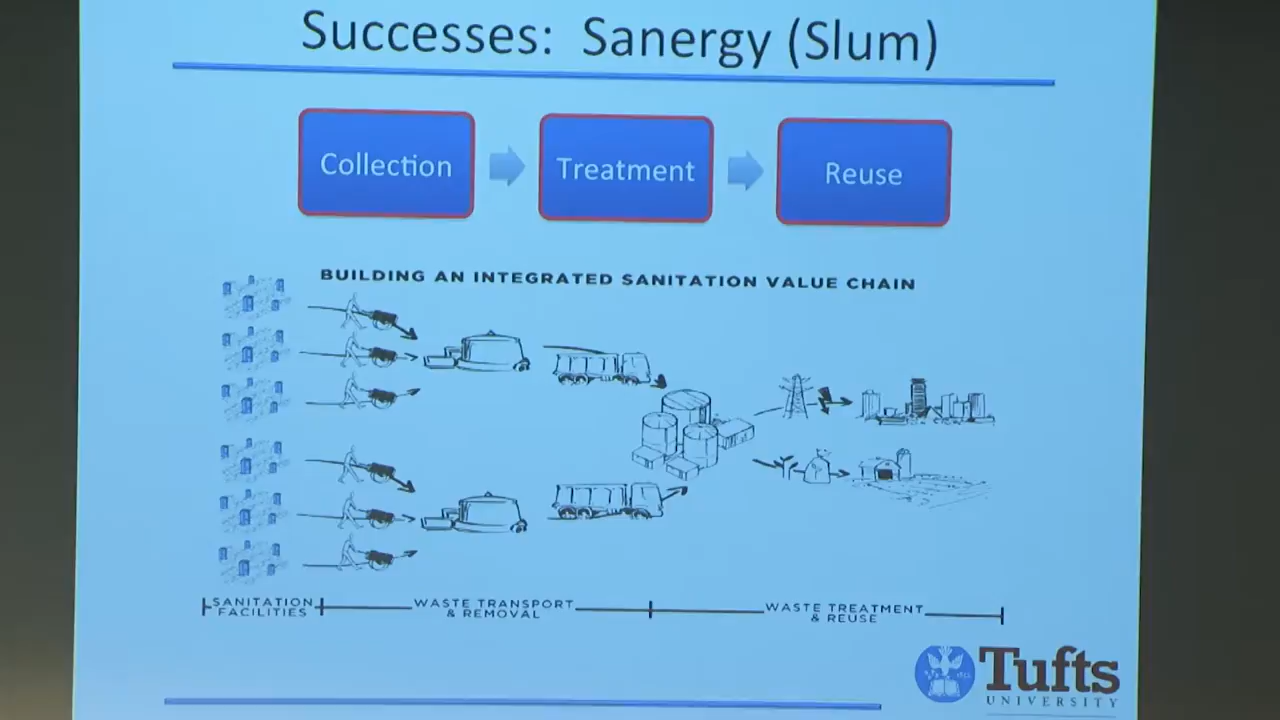 Successes: Sanergy (Slum)
Collection
Treatment
Reuse
BUILDING AN INTEGRATED SANITATION VALUE CHAIN
SANITATION
FACILITIES
WASTE TRANSPORT
& REMOVAL
WASTE TREATMENT
& REUSE
Tufts
UNIVERSITY